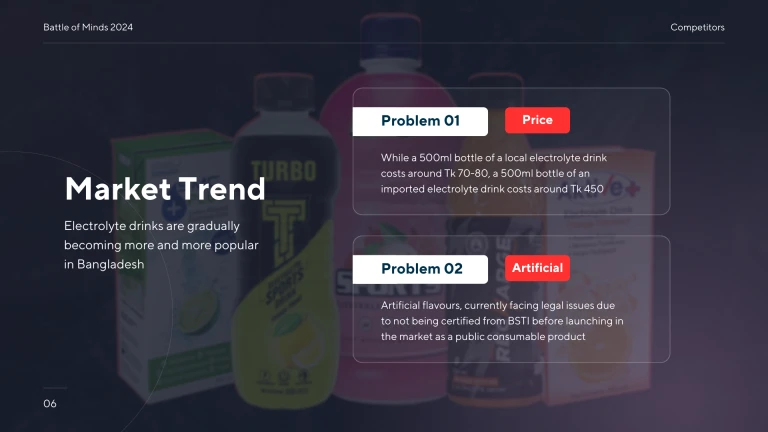 Battle of Minds 2024
Competitors
Market Trend
Electrolyte drinks are gradually
becoming more and more popular
in Bangladesh
Problem 01
Price
While a 500ml bottle of a local electrolyte drink
costs around Tk 70-80, a 500ml bottle of an
imported electrolyte drink costs around Tk 450
Problem 02
Artificial
Artificial flavours, currently facing legal issues due
to not being certified from BSTI before launching in
the market as a public consumable product
06
TURBO
T
SPORTS
SPORTS